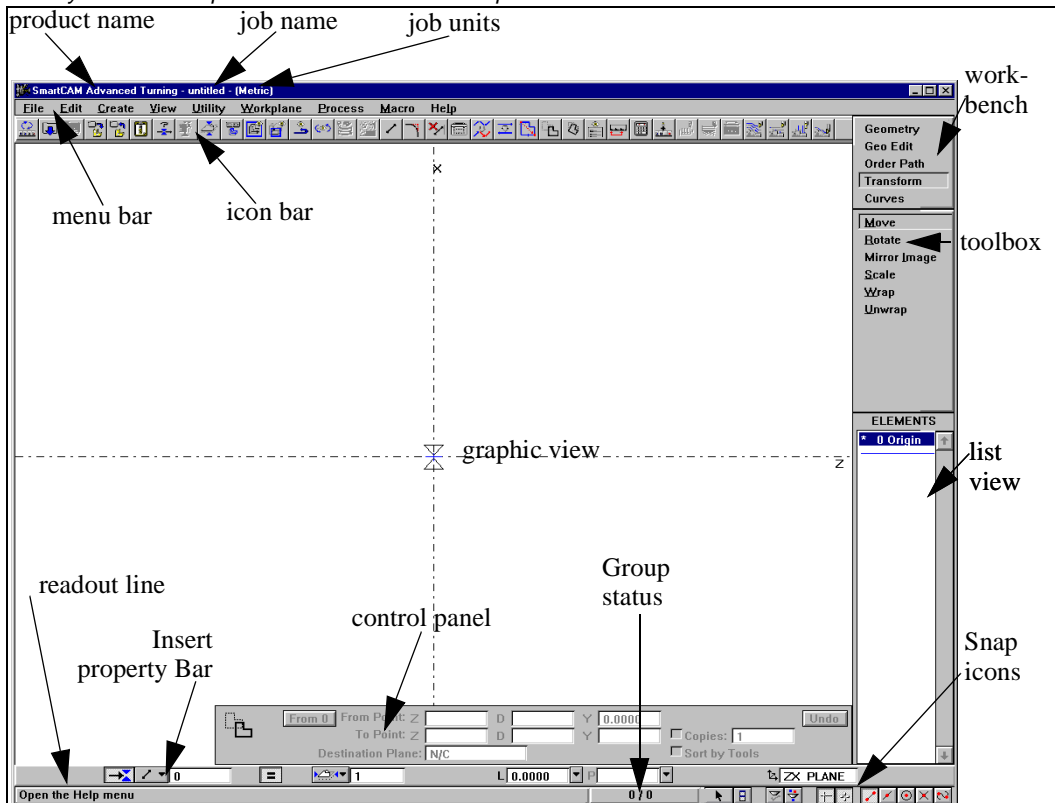 product name
job name
job units
SmartCAM Advanced Turning - untitled - (Metric)
File Edit Create View Utility Workplane Process Macro Help
work-
bench
Geometry
Geo Edit
Order Path
Transform
Curves
X
menu bar
icon bar
Move
Rotate
Mirror Image
Scale
Wrap
Unwrap
toolbox
ELEMENTS
* 0 Origin
graphic view
Z
list
view
readout line
Group
status
control panel
Insert
property Bar
Snap
icons
From 0 From Point: Z D Y 0.0000 Undo
To Point: Z D Y Copies: 1
Destination Plane: N/C Sort by Tools
0 = 1 L 0.0000 P ZX PLANE
Open the Help menu 0 / 0